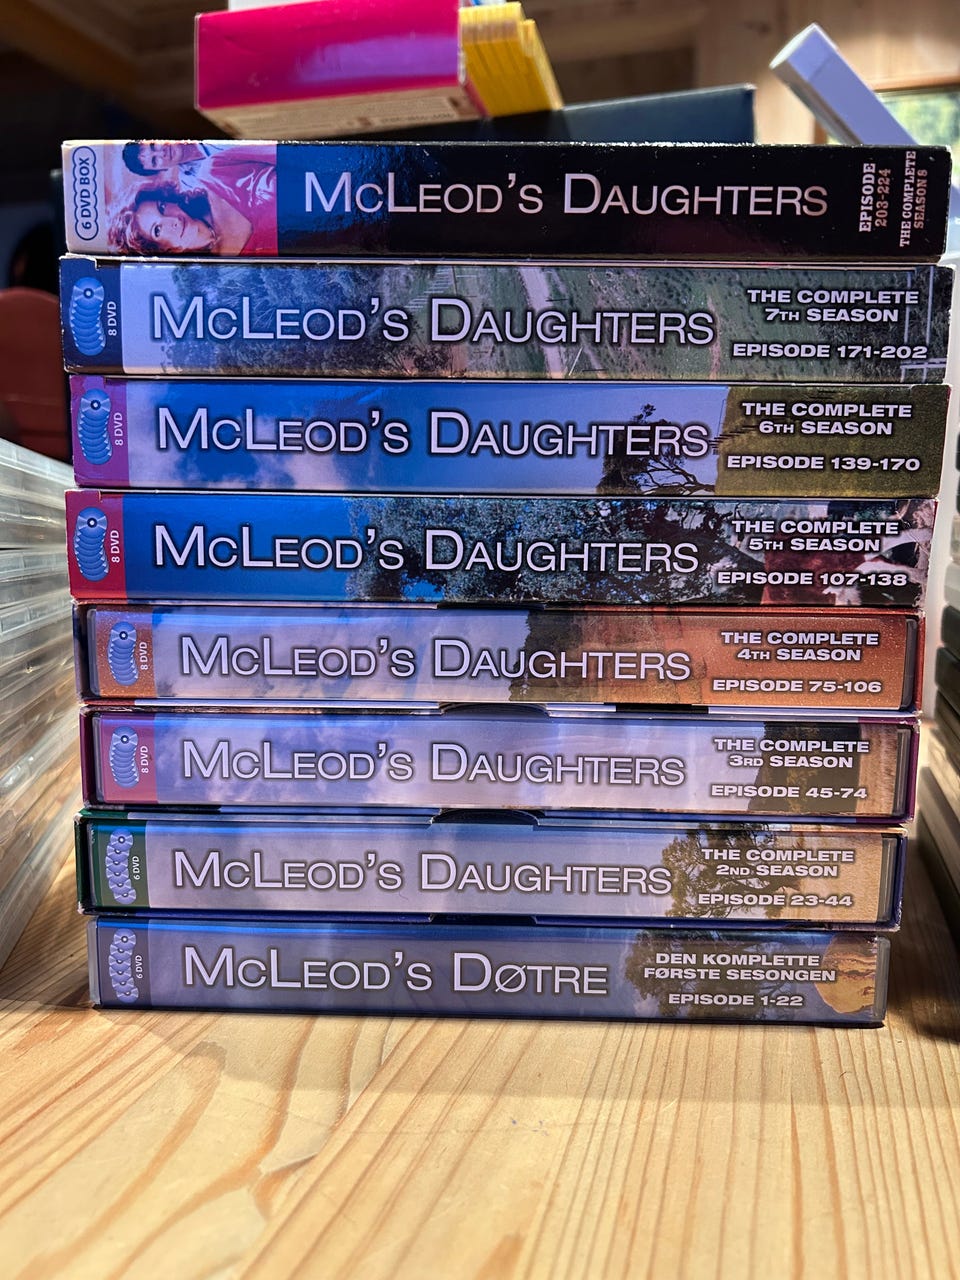 6 DVD BOX
McLEOD'S DAUGHTERS
EPISODE
203-224
THE COMPLETE
SEASON 8
8 DVD
McLEOD'S DAUGHTERS
THE COMPLETE
7TH SEASON
EPISODE 171-202
8 DVD
McLEOD'S DAUGHTERS
THE COMPLETE
6TH SEASON
EPISODE 139-170
8 DVD
McLEOD'S DAUGHTERS
THE COMPLETE
5TH SEASON
EPISODE 107-138
8 DVD
McLEOD'S DAUGHTERS
THE COMPLETE
4TH SEASON
EPISODE 75-106
8 DVD
McLEOD'S DAUGHTERS
THE COMPLETE
3RD SEASON
EPISODE 45-74
6 DVD
McLEOD'S DAUGHTERS
THE COMPLETE
2ND SEASON
EPISODE 23-44
6 DVD
McLEOD'S DØTRE
DEN KOMPLETTE
FØRSTE SESONGEN
EPISODE 1-22